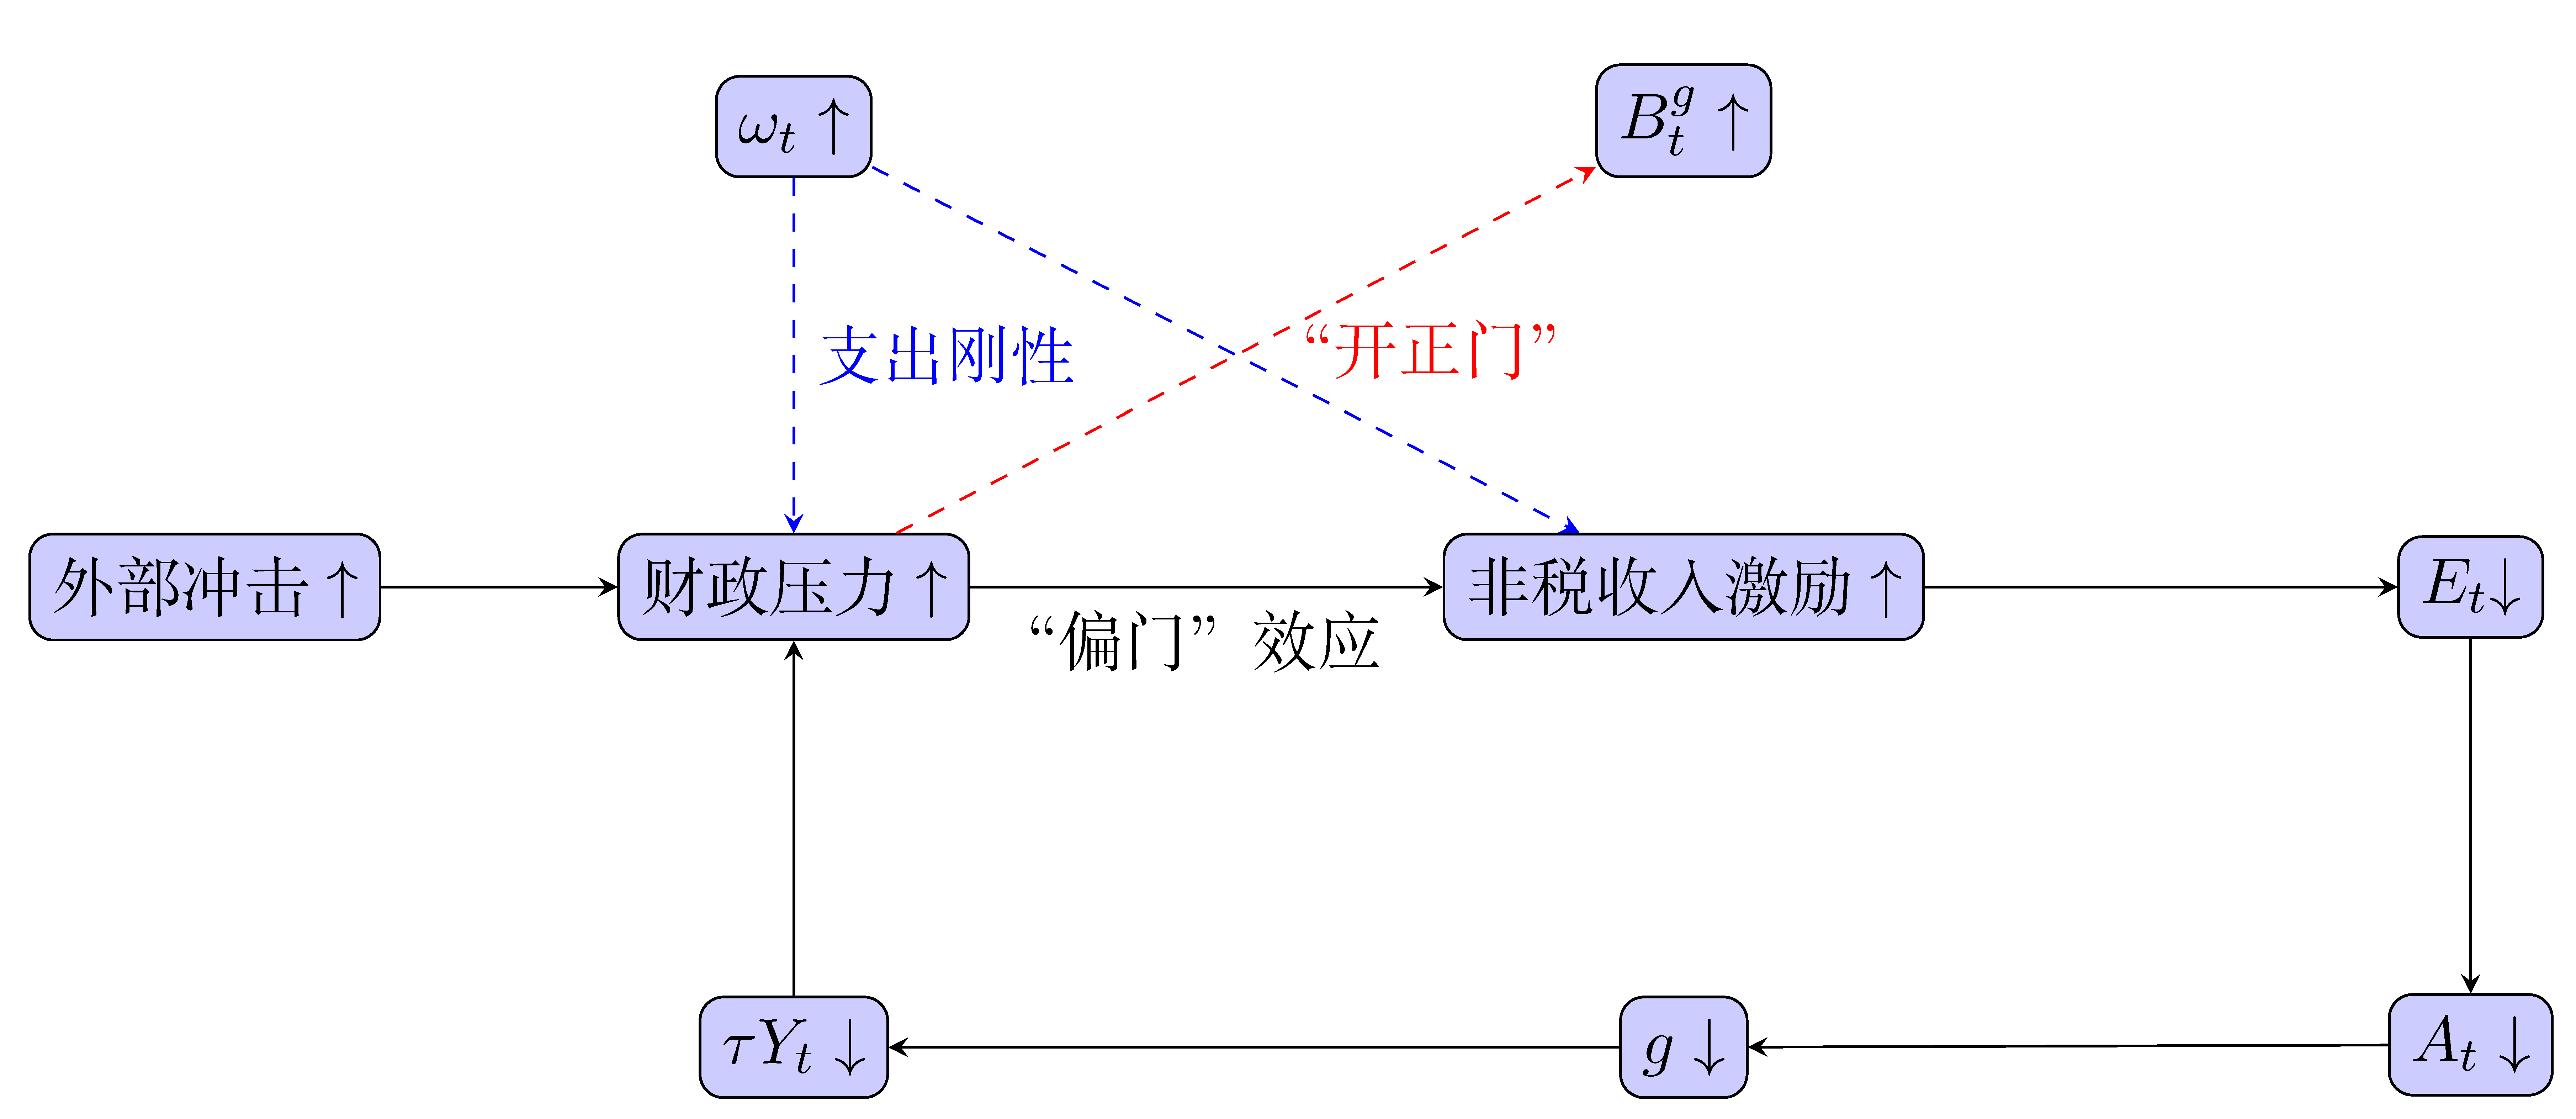 ωₜ ↑
Bₜᵍ ↑
支出刚性
“开正门”
外部冲击 ↑
财政压力 ↑
“偏门” 效应
非税收入激励 ↑
Eₜ↓
τYₜ ↓
g ↓
Aₜ ↓